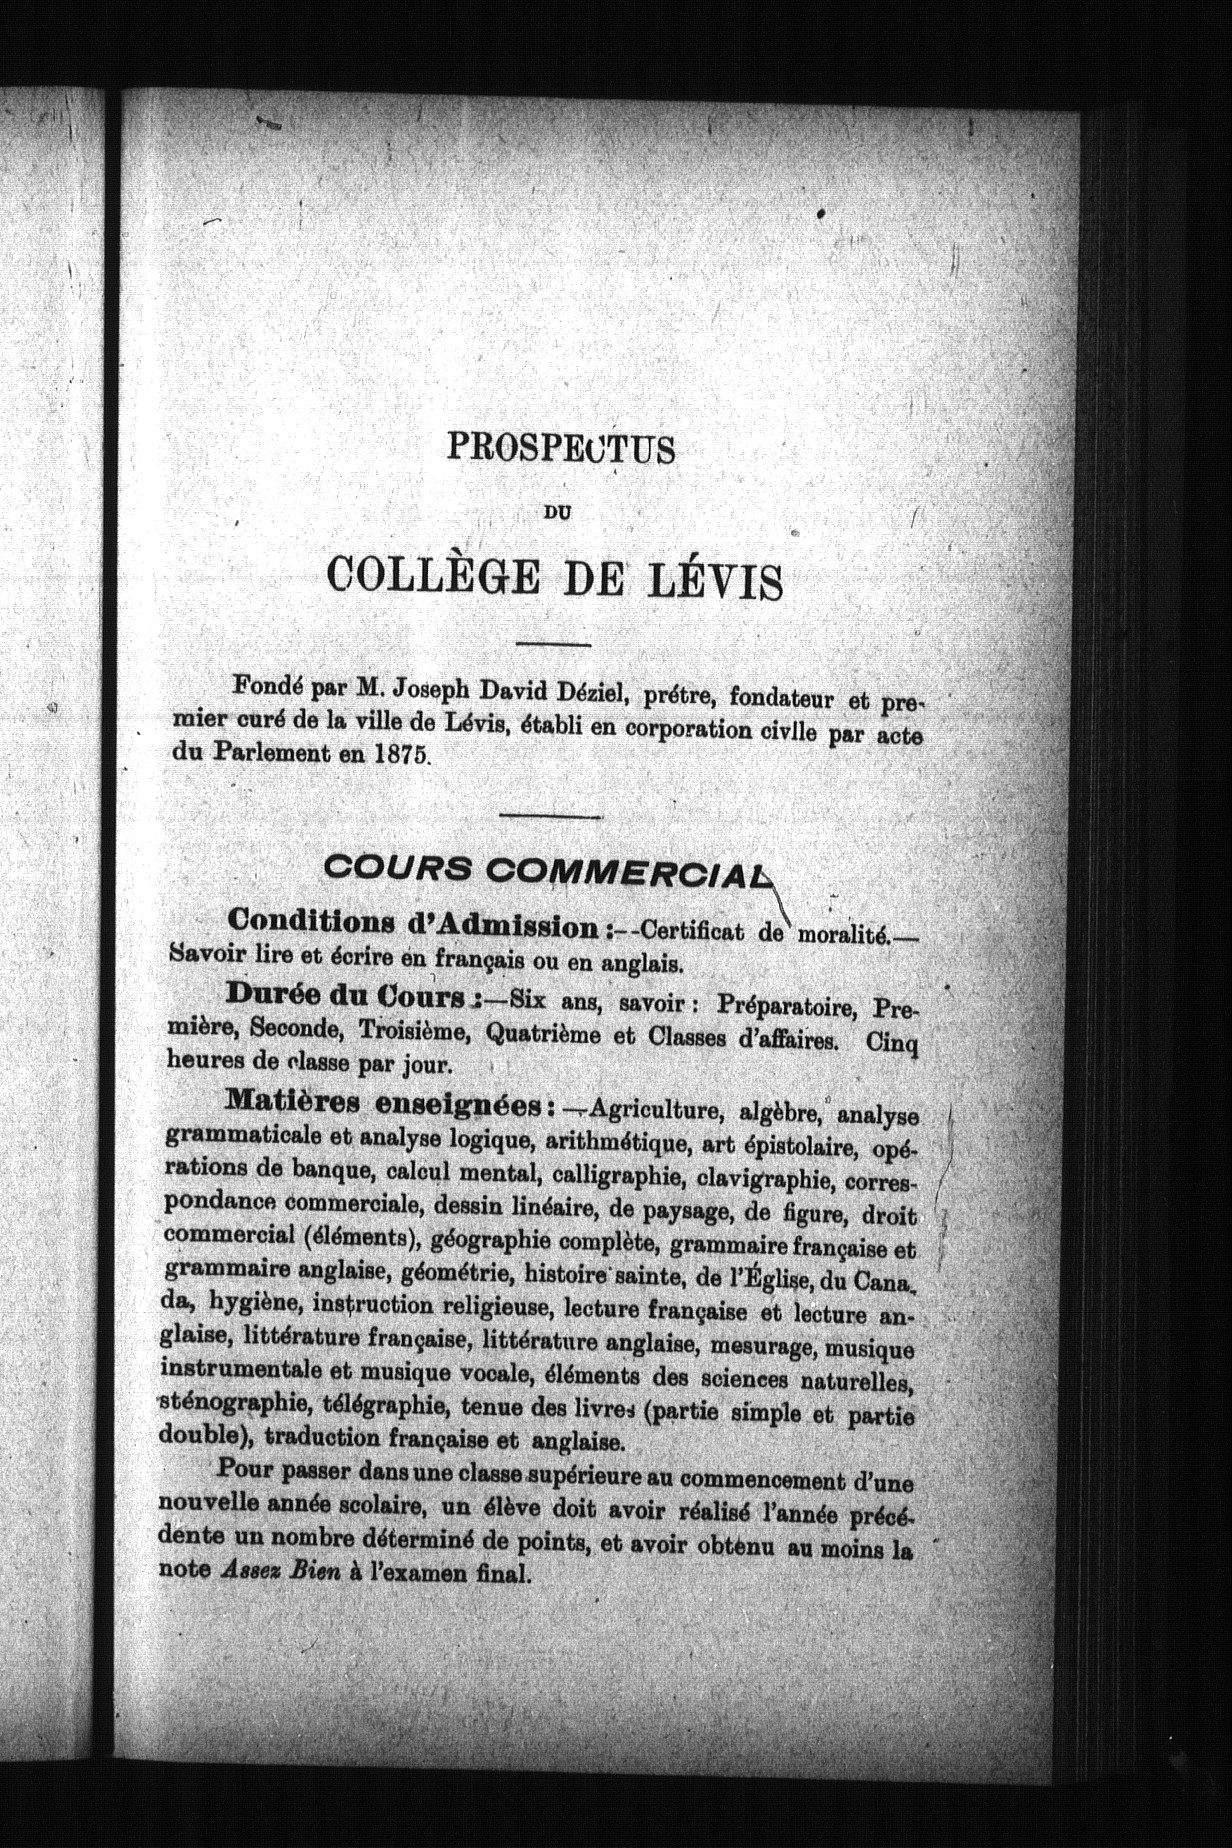 PROSPECTUS
DU
COLLÈGE DE LÉVIS
Fondé par M. Joseph David Déziel, prétre, fondateur et pre-
mier curé de la ville de Lévis, établi en corporation civlle par acte
du Parlement en 1875.
COURS COMMERCIAL
Conditions d'Admission :--Certificat de moralité.—
Savoir lire et écrire en français ou en anglais.
Durée du Cours :—Six ans, savoir : Préparatoire, Pre-
mière, Seconde, Troisième, Quatrième et Classes d'affaires. Cinq
heures de classe par jour.
Matières enseignées : —Agriculture, algèbre, analyse
grammaticale et analyse logique, arithmétique, art épistolaire, opé-
rations de banque, calcul mental, calligraphie, clavigraphie, corres-
pondance commerciale, dessin linéaire, de paysage, de figure, droit
commercial (éléments), géographie complète, grammaire française et
grammaire anglaise, géométrie, histoire sainte, de l'Église, du Cana-
da, hygiène, instruction religieuse, lecture française et lecture an-
glaise, littérature française, littérature anglaise, mesurage, musique
instrumentale et musique vocale, éléments des sciences naturelles,
sténographie, télégraphie, tenue des livres (partie simple et partie
double), traduction française et anglaise.
Pour passer dans une classe supérieure au commencement d'une
nouvelle année scolaire, un élève doit avoir réalisé l'année précé-
dente un nombre déterminé de points, et avoir obtenu au moins la
note Assez Bien à l'examen final.